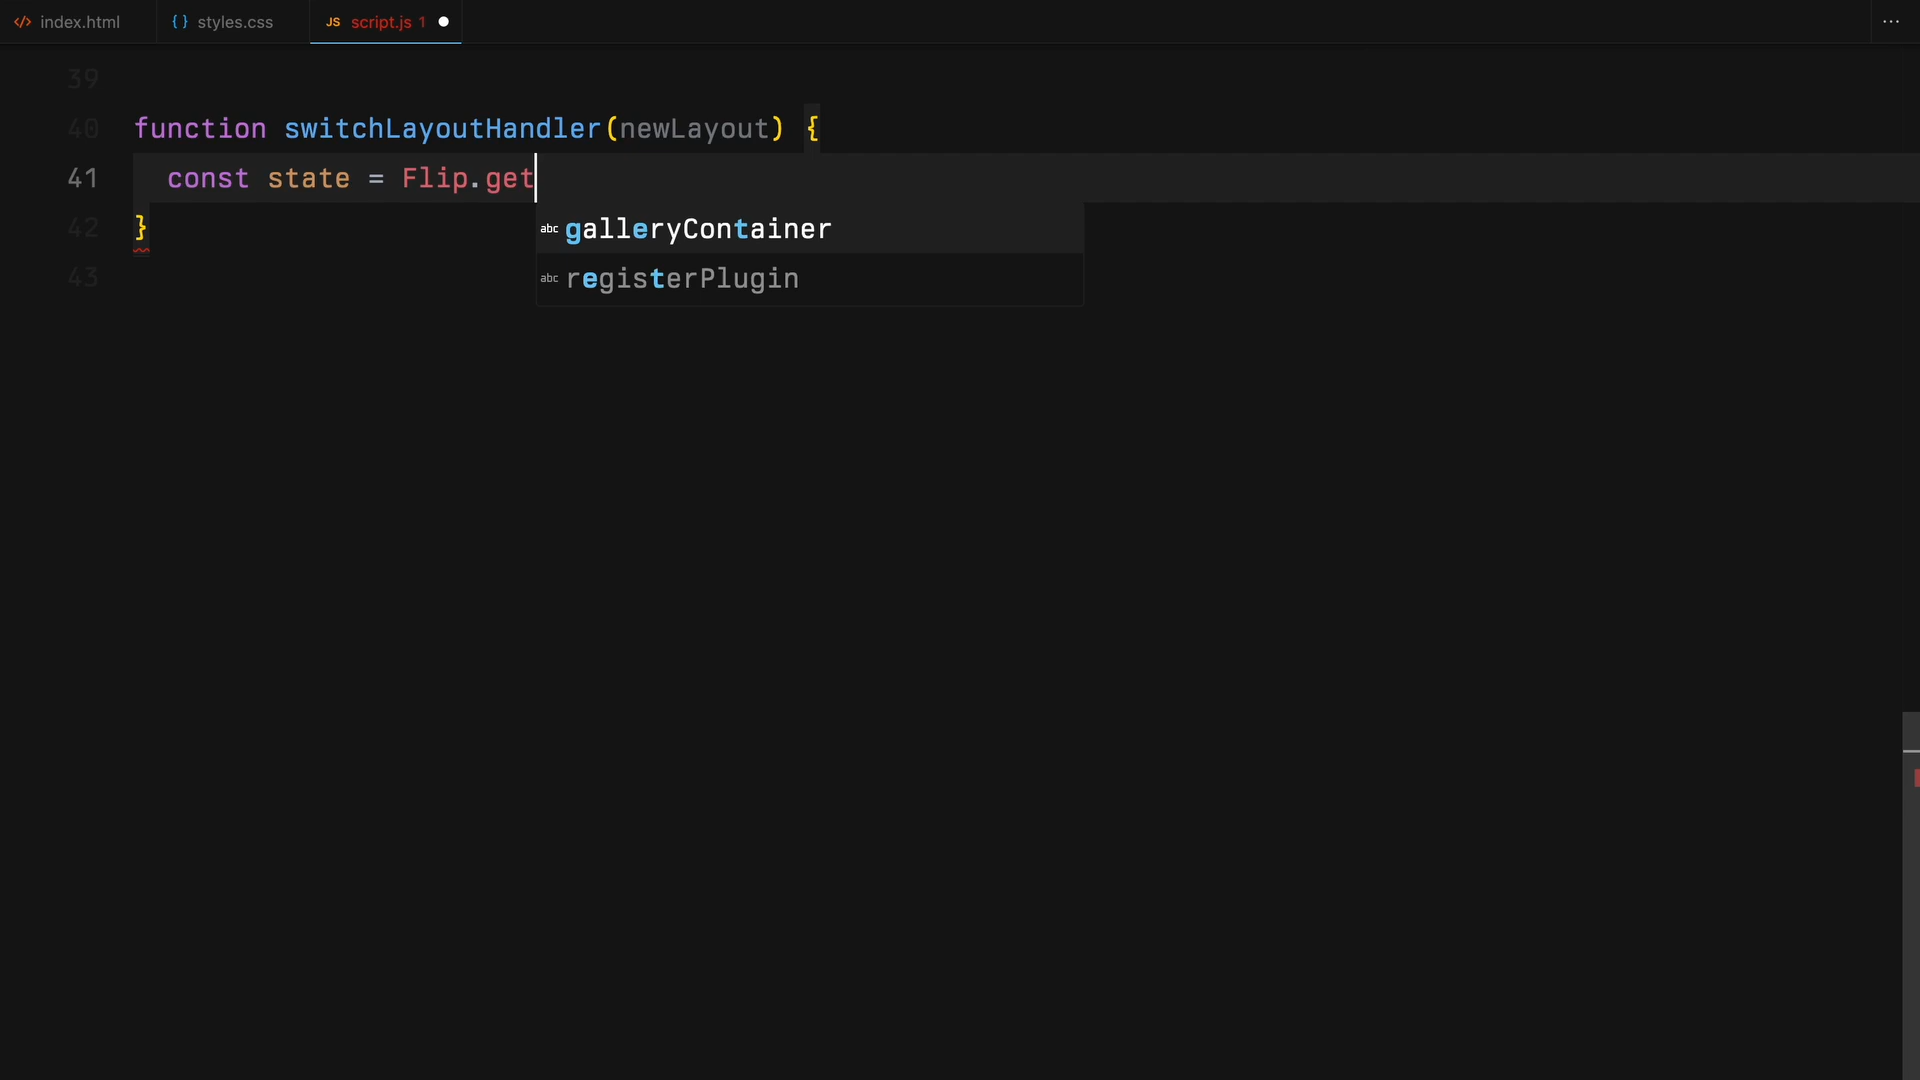 index.html
{ } styles.css
JS script.js 1
39
40 function switchLayoutHandler(newLayout) {
41 const state = Flip.get
abc galleryContainer
42 }
abc registerPlugin
43